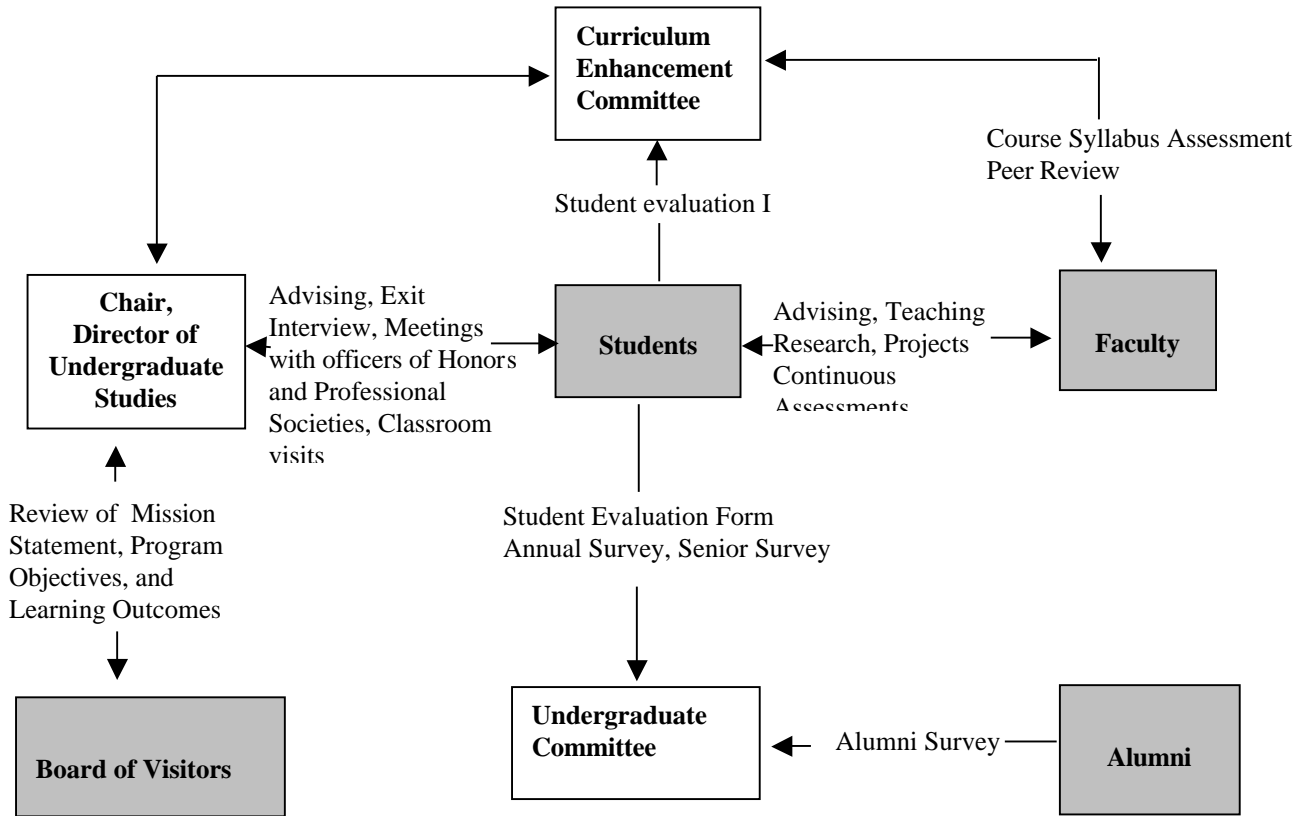 Curriculum
Enhancement
Committee
Course Syllabus Assessment
Peer Review
Student evaluation I
Chair,
Director of
Undergraduate
Studies
Advising, Exit
Interview, Meetings
with officers of Honors
and Professional
Societies, Classroom
visits
Students
Advising, Teaching
Research, Projects
Continuous
Assessments
Faculty
Review of Mission
Statement, Program
Objectives, and
Learning Outcomes
Student Evaluation Form
Annual Survey, Senior Survey
Board of Visitors
Undergraduate
Committee
Alumni Survey
Alumni